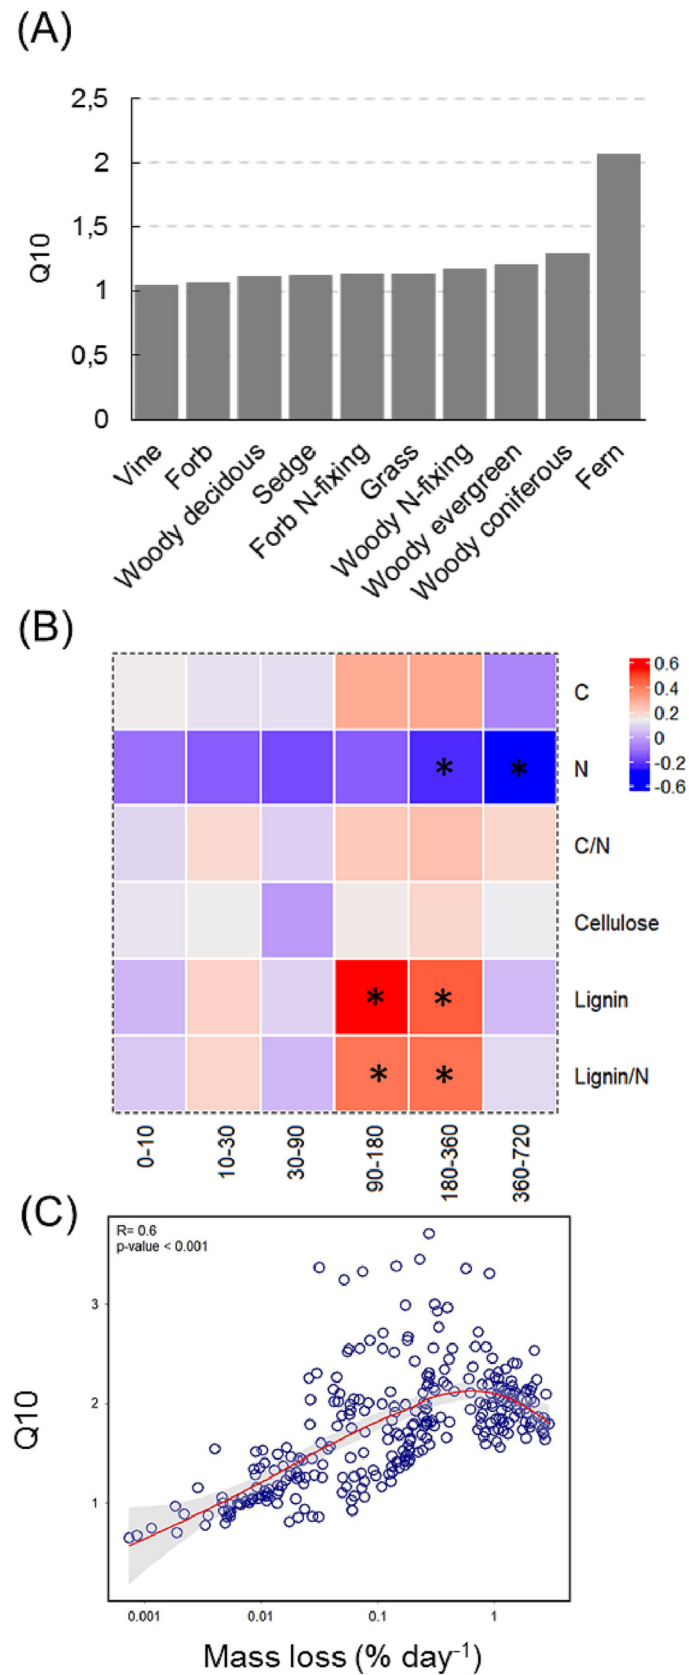 (A)
2,5
2
1,5
1
0,5
0
Q10
Vine
Forb
Woody decidous
Sedge
Forb N-fixing
Grass
Woody N-fixing
Woody evergreen
Woody coniferous
Fern
(B)
C
N
C/N
Cellulose
Lignin
Lignin/N
0.6
0.4
0.2
0
-0.2
-0.6
*
*
*
*
*
*
0-10
10-30
30-90
90-180
180-360
360-720
(C)
R= 0.6
p-value < 0.001
3
2
1
Q10
0.001
0.01
0.1
1
Mass loss (% day⁻¹)